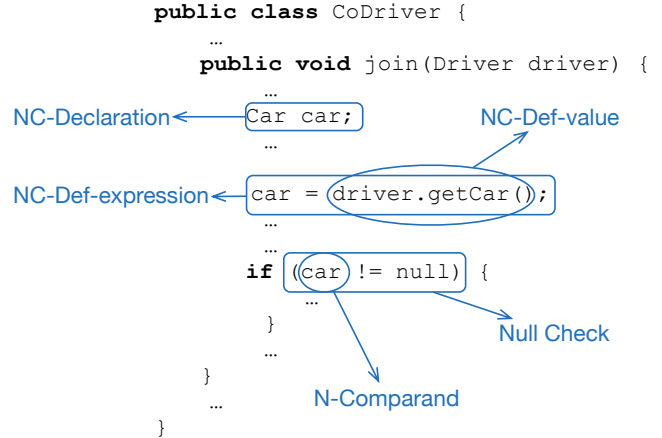 public class CoDriver {
…
public void join(Driver driver) {
…
NC-Declaration Car car; NC-Def-value
…
NC-Def-expression car = driver.getCar();
…
…
if (car != null) {
…
}
Null Check
…
}
N-Comparand
…
}